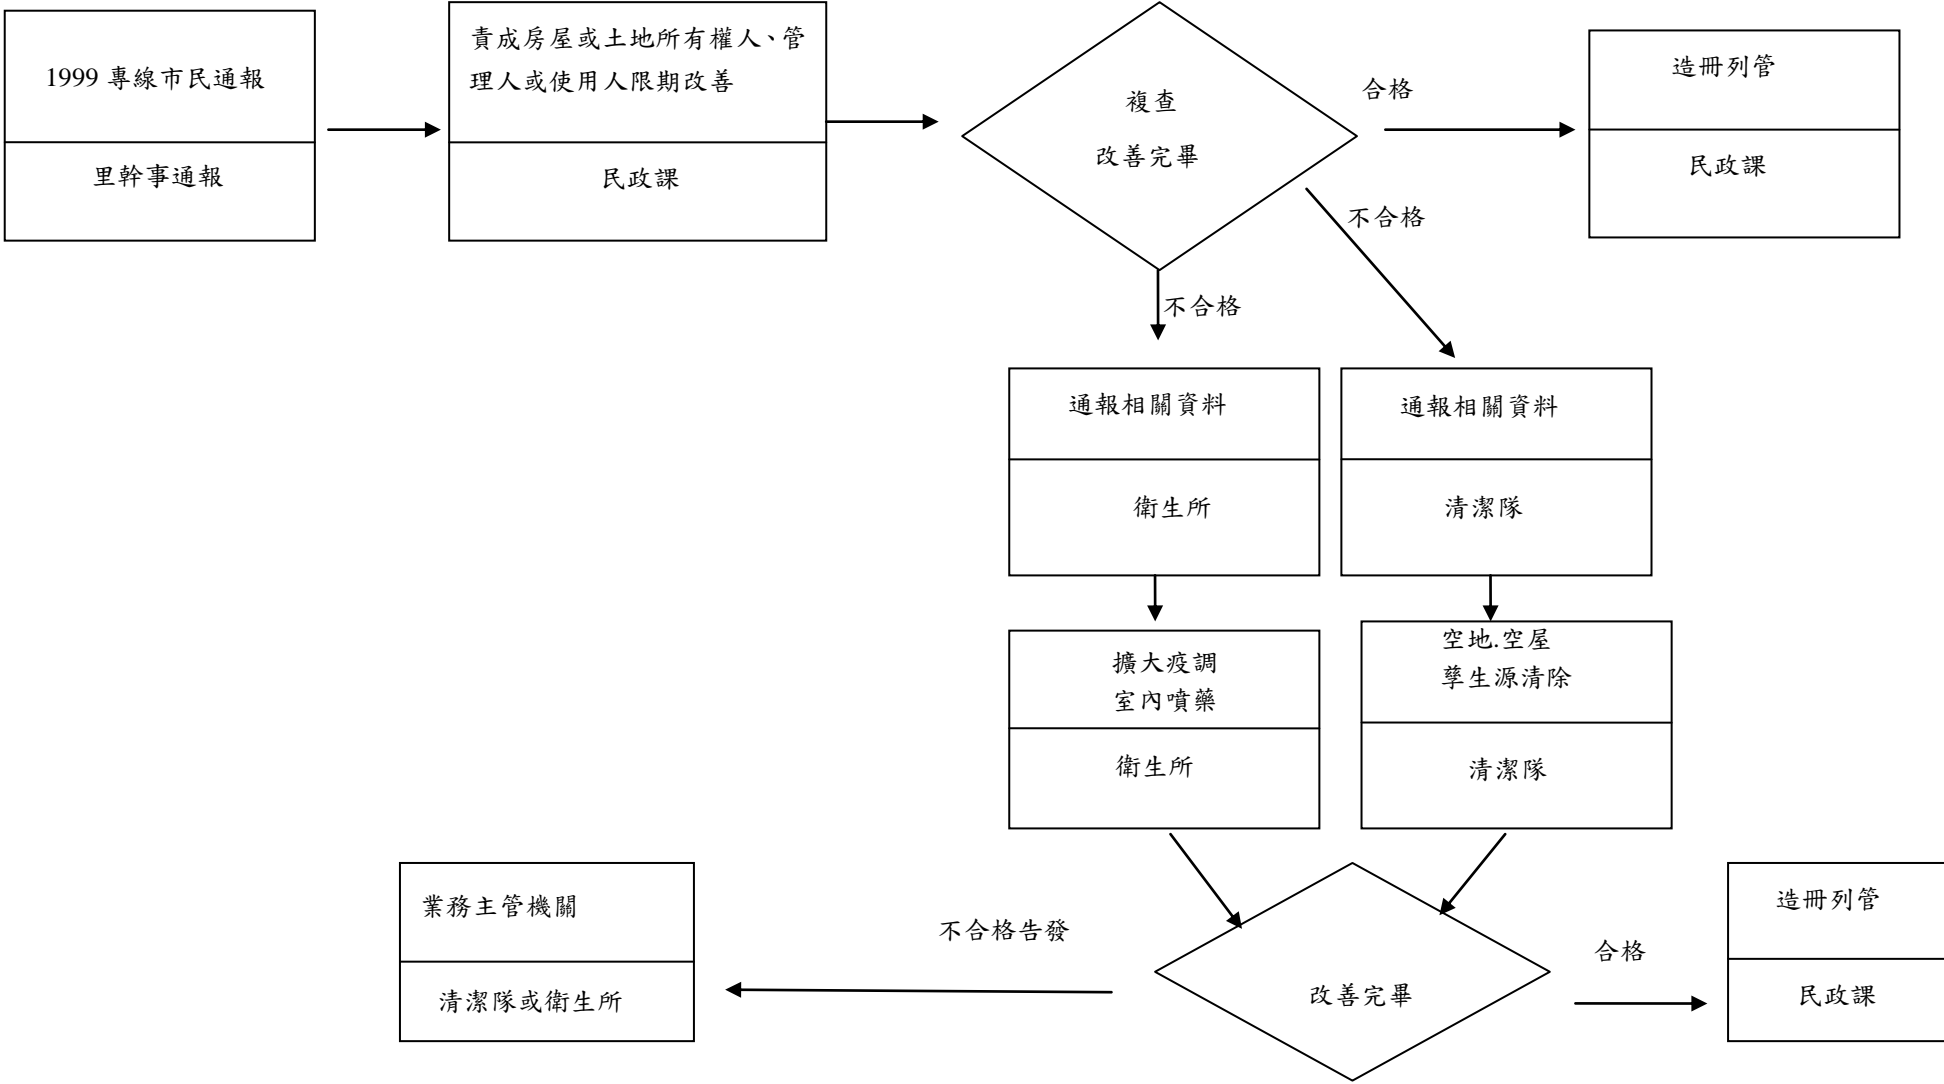 1999 專線市民通報
里幹事通報
責成房屋或土地所有權人、管
理人或使用人限期改善
民政課
複查
改善完畢
合格
造冊列管
民政課
不合格
不合格
通報相關資料
衛生所
通報相關資料
清潔隊
擴大疫調
室內噴藥
衛生所
空地.空屋
孳生源清除
清潔隊
業務主管機關
清潔隊或衛生所
不合格告發
改善完畢
合格
造冊列管
民政課